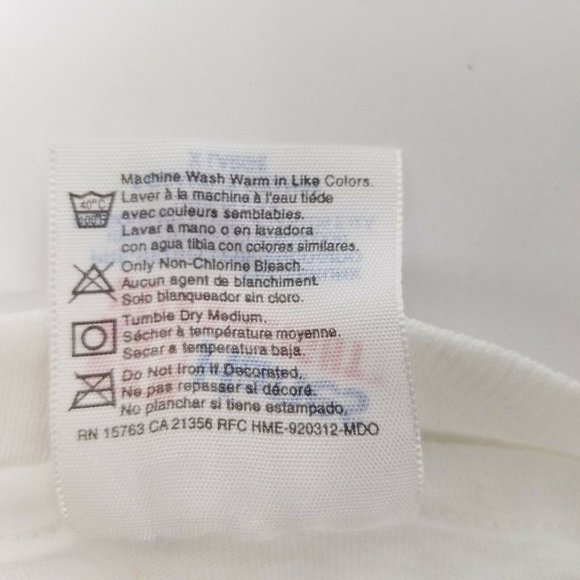 Machine Wash Warm in Like Colors.
40°C
Laver à la machine à l'eau tiéde
avec couleurs semblables.
Lavar a mano o en lavadora
con agua tibia con colores similares.
Only Non-Chlorine Bleach.
Aucun agent de blanchiment.
Solo blanqueador sin cloro.
Tumble Dry Medium.
Sécher à température moyenne.
Secar a temperatura baja.
Do Not Iron if Decorated.
Ne pas repasser si décoré.
No planchar si tiene estampado.
RN 15763 CA 21356 RFC HME-920312-MDO